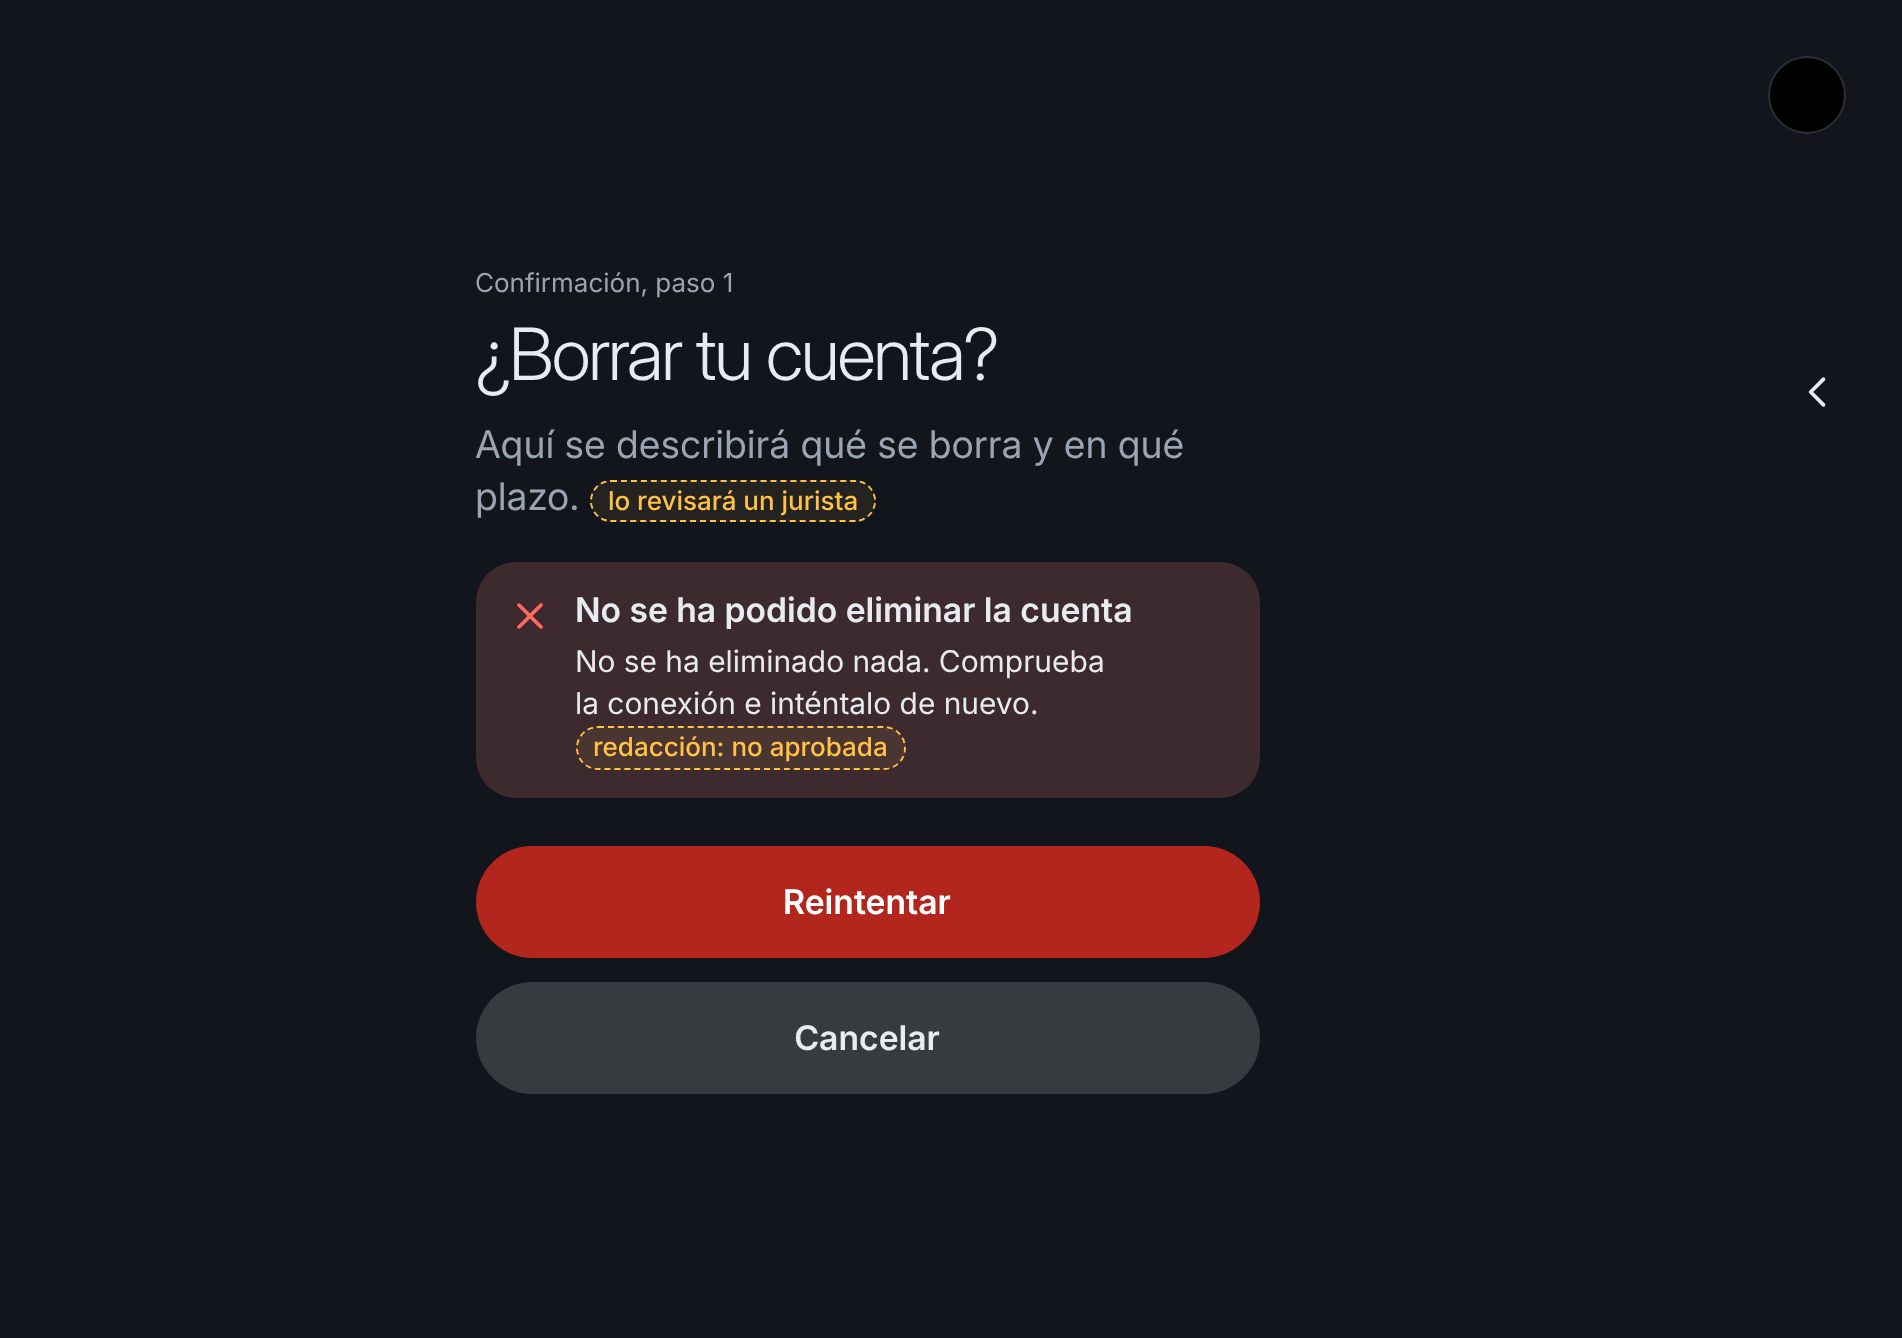 Confirmación, paso 1
¿Borrar tu cuenta?
Aquí se describirá qué se borra y en qué
plazo. lo revisará un jurista
No se ha podido eliminar la cuenta
No se ha eliminado nada. Comprueba
la conexión e inténtalo de nuevo.
redacción: no aprobada
Reintentar
Cancelar